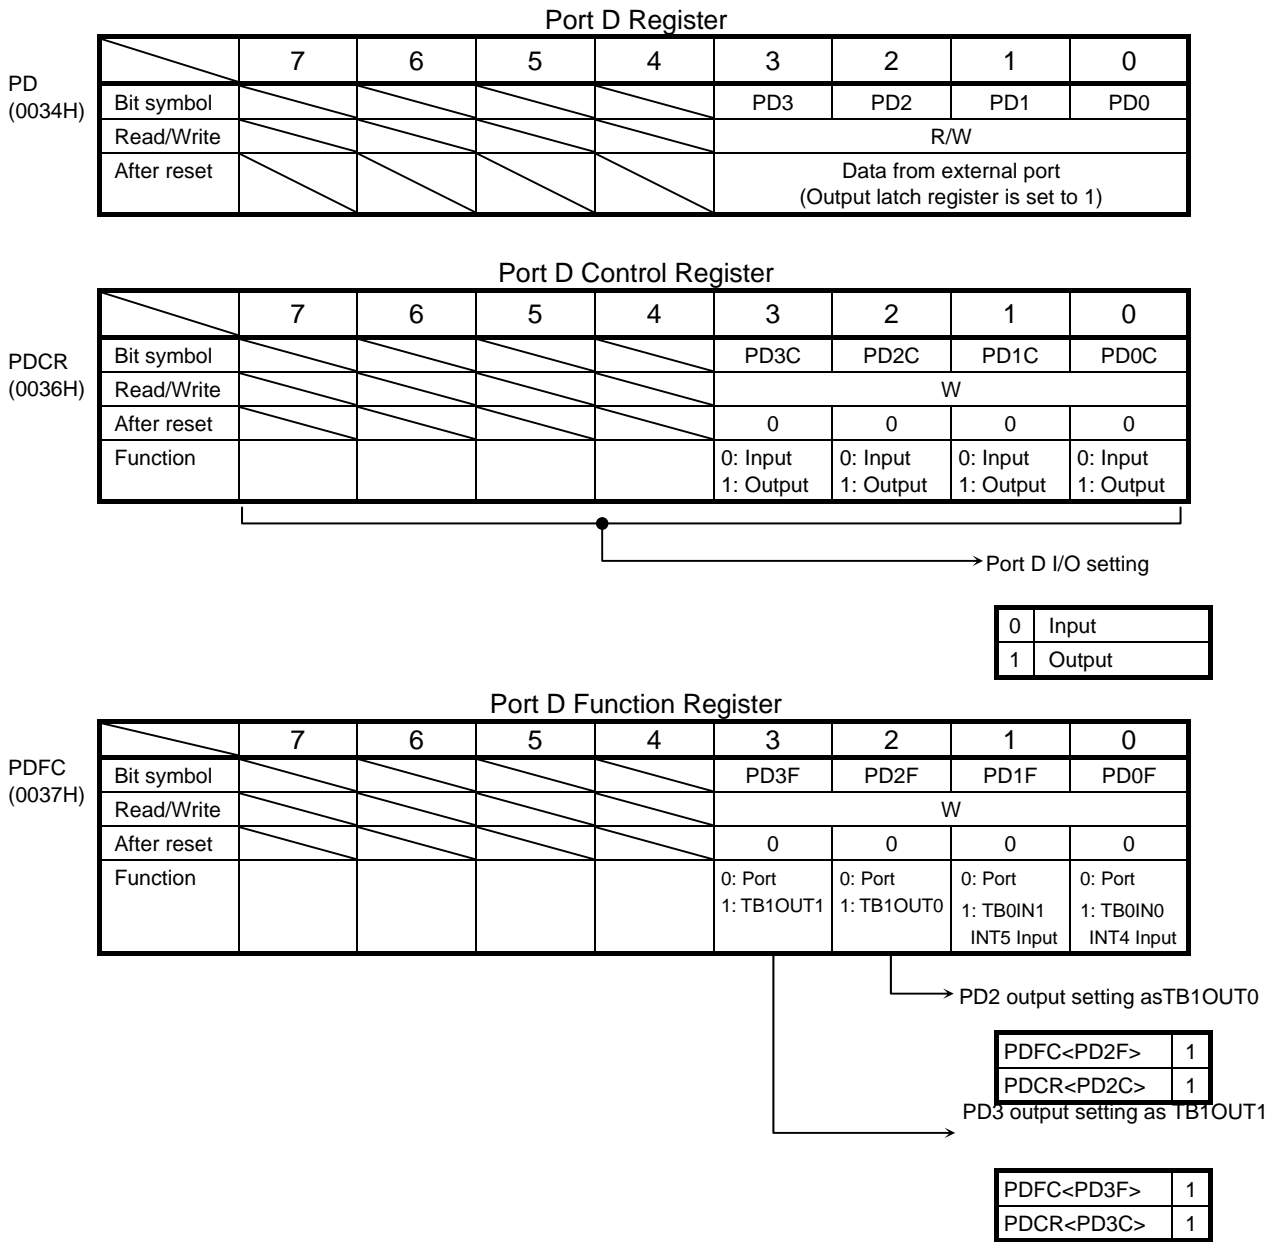 Port D Register
7 6 5 4 3 2 1 0
PD
(0034H)
Bit symbol PD3 PD2 PD1 PD0
Read/Write R/W
After reset Data from external port
(Output latch register is set to 1)
Port D Control Register
7 6 5 4 3 2 1 0
PDCR
(0036H)
Bit symbol PD3C PD2C PD1C PD0C
Read/Write W
After reset 0 0 0 0
Function 0: Input 0: Input 0: Input 0: Input
1: Output 1: Output 1: Output 1: Output
Port D I/O setting
0 Input
1 Output
Port D Function Register
7 6 5 4 3 2 1 0
PDFC
(0037H)
Bit symbol PD3F PD2F PD1F PD0F
Read/Write W
After reset 0 0 0 0
Function 0: Port 0: Port 0: Port 0: Port
1: TB1OUT1 1: TB1OUT0 1: TB0IN1 1: TB0IN0
INT5 Input INT4 Input
PD2 output setting asTB1OUT0
PDFC<PD2F> 1
PDCR<PD2C> 1
PD3 output setting as TB1OUT1
PDFC<PD3F> 1
PDCR<PD3C> 1